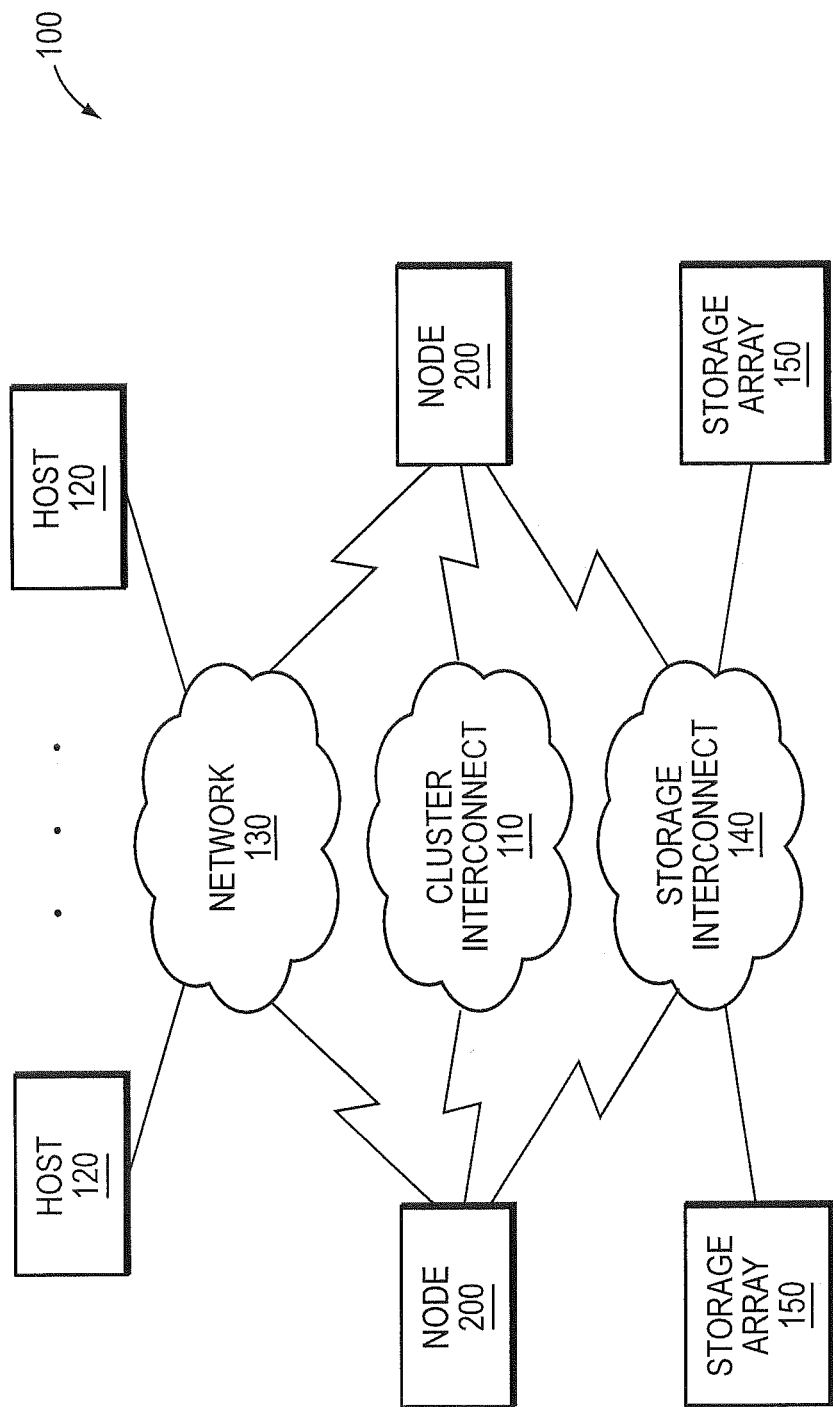 100
HOST
120
HOST
120
NETWORK
130
NODE
200
CLUSTER
INTERCONNECT
110
NODE
200
STORAGE
INTERCONNECT
140
STORAGE
ARRAY
150
STORAGE
ARRAY
150